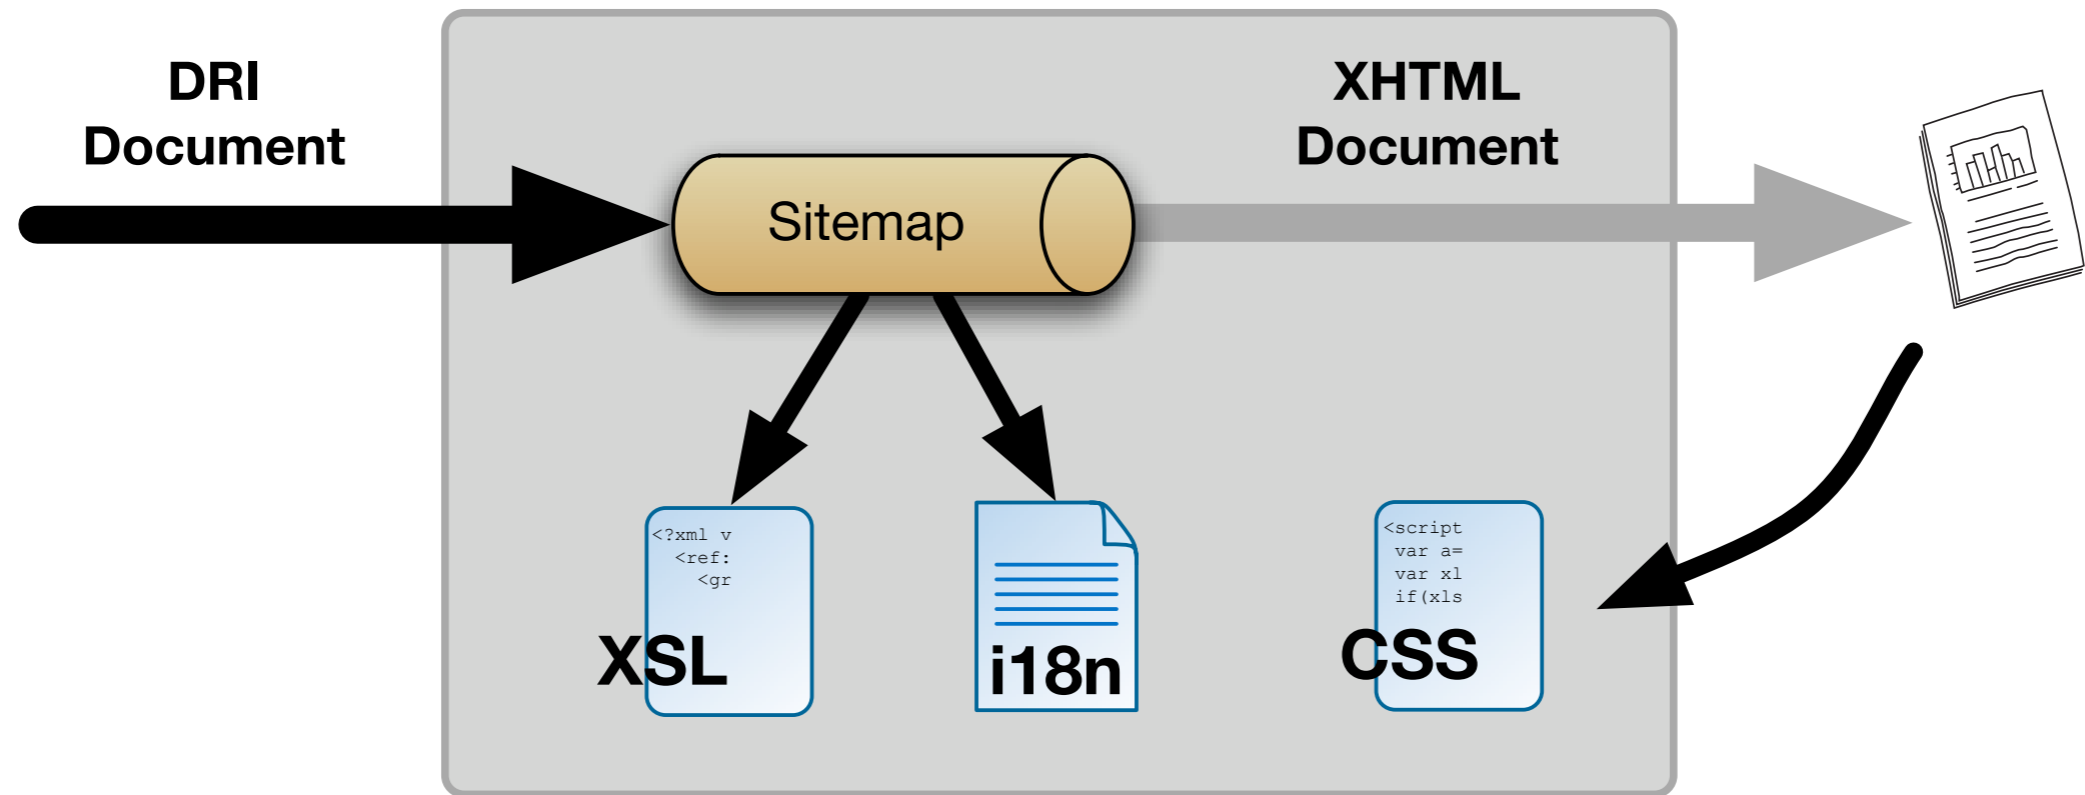 DRI
Document
XHTML
Document
Sitemap
<?xml v
<ref:
<gr
XSL
i18n
<script
var a=
var xl
if(xls
CSS